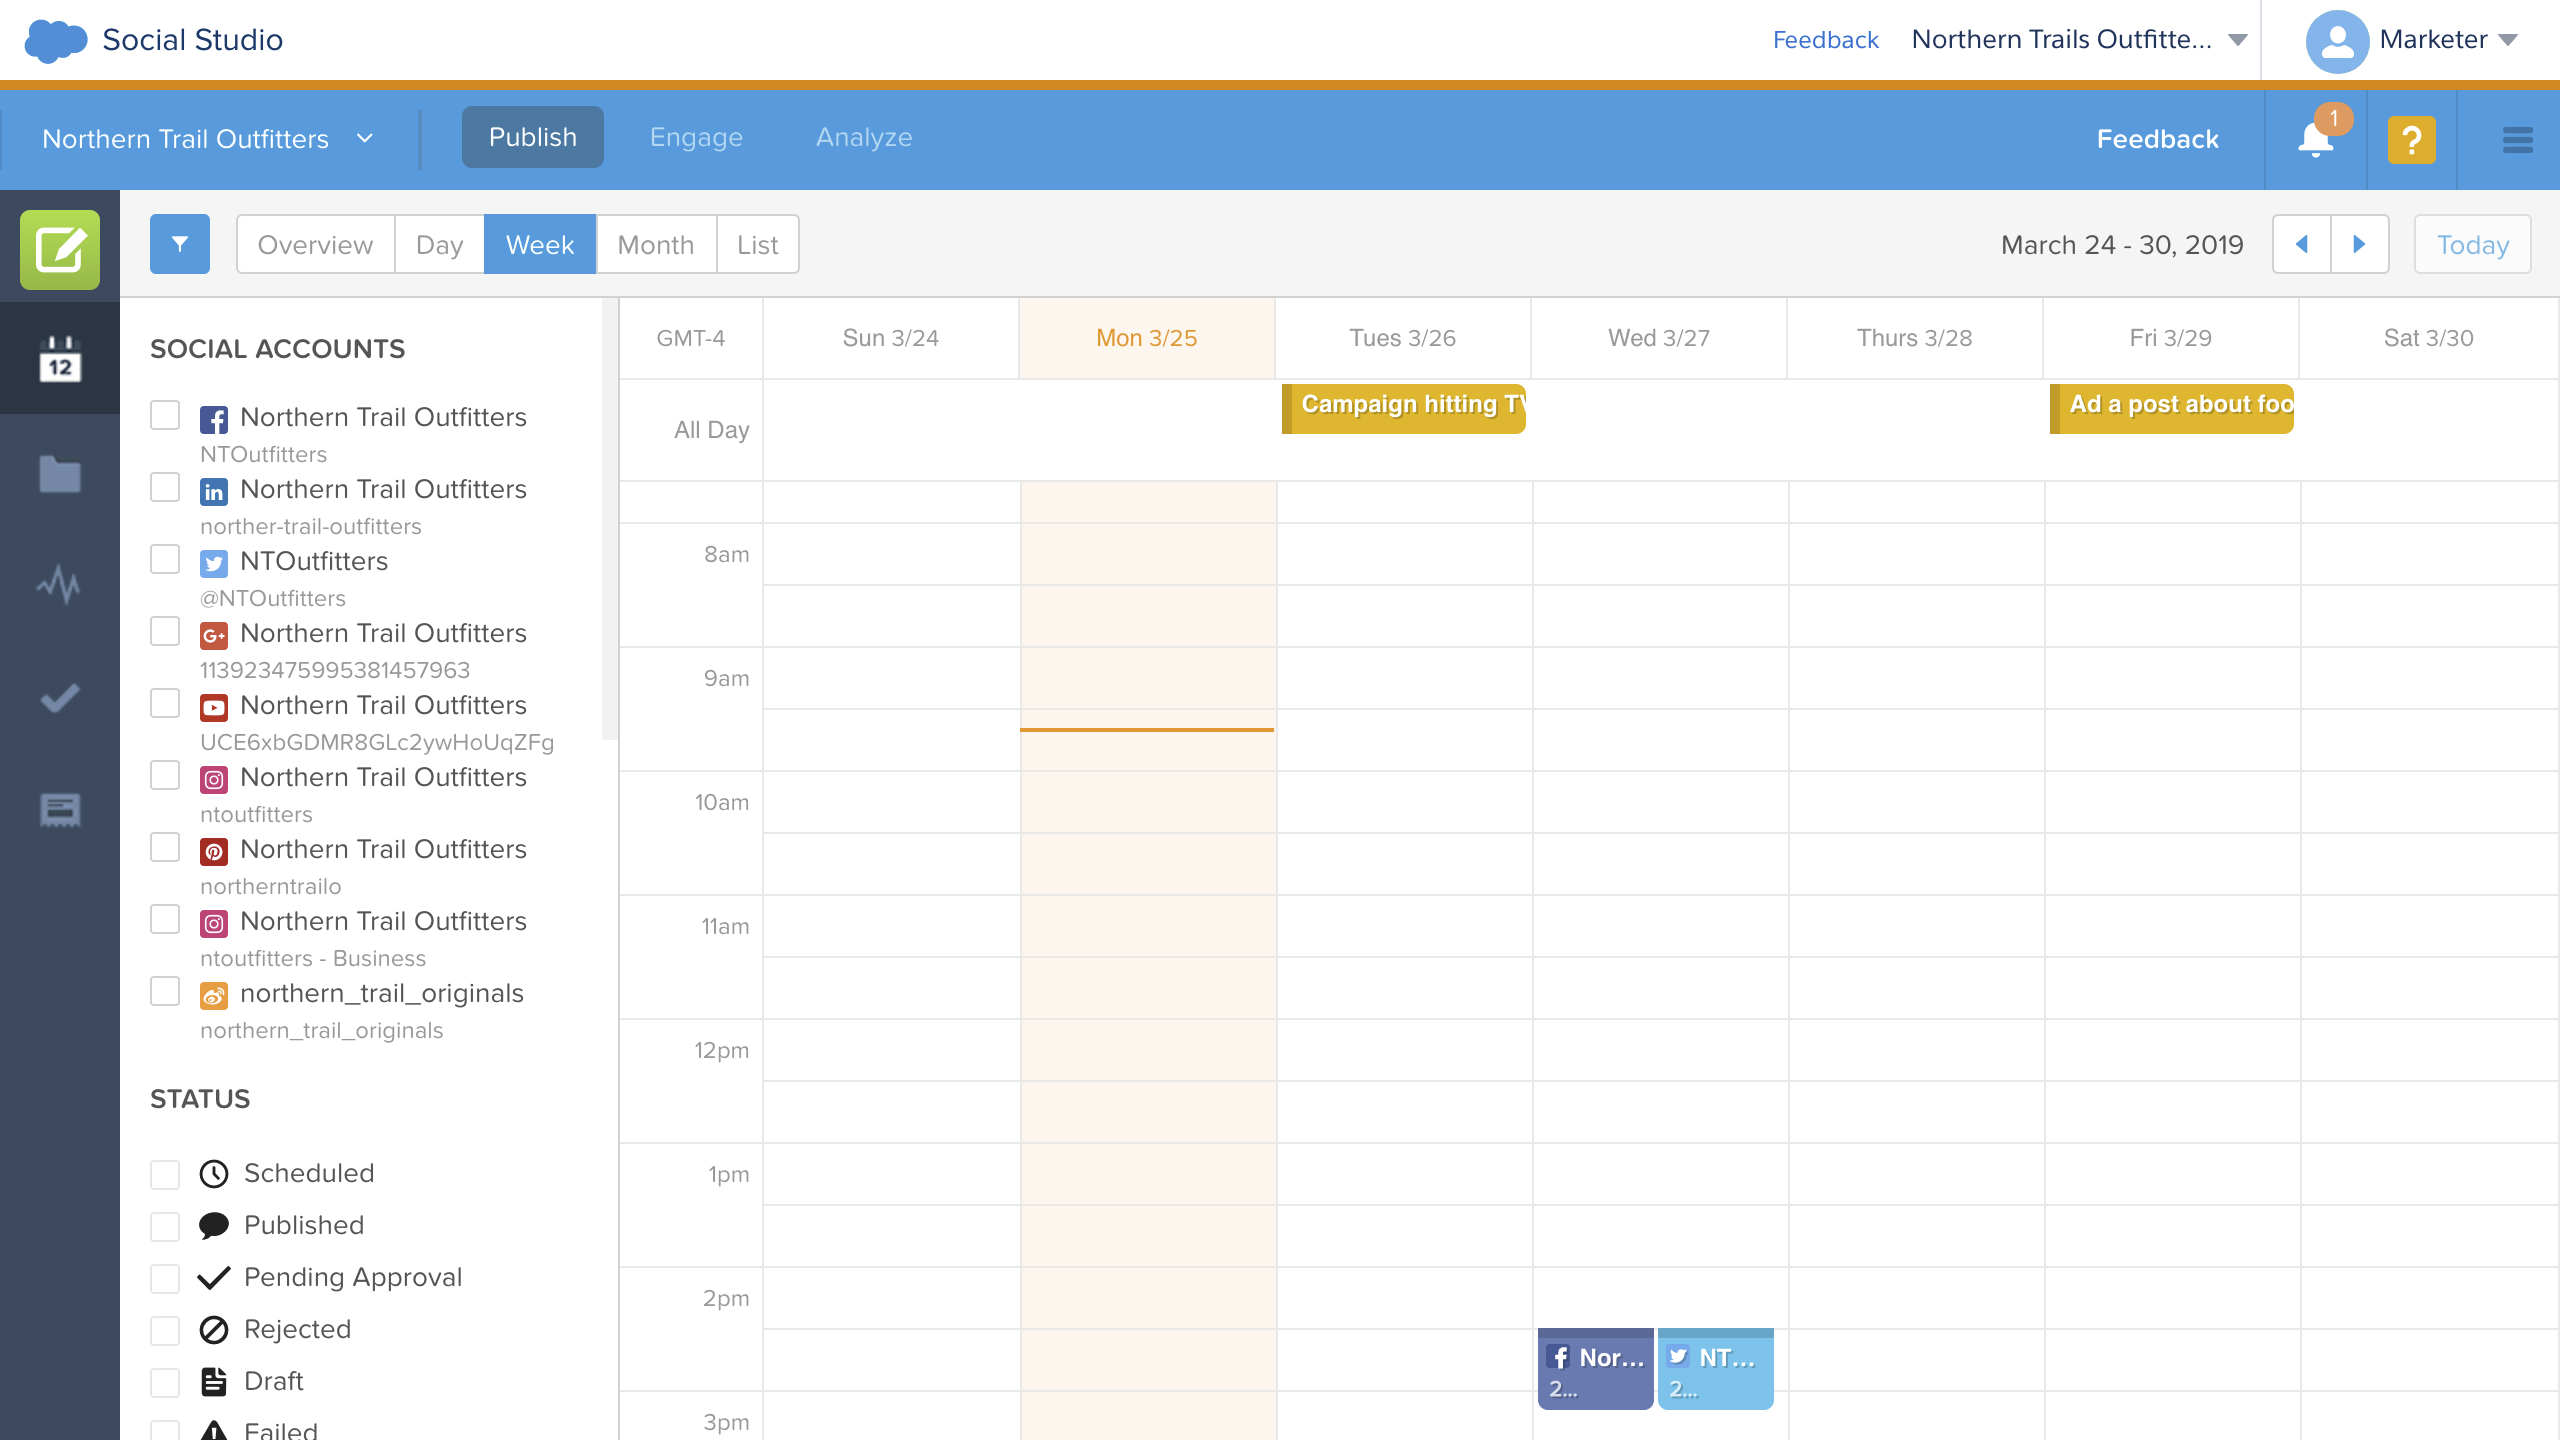 Social Studio
Feedback
Northern Trails Outfitte...
Marketer
Northern Trail Outfitters
Publish
Engage
Analyze
Feedback
1
?
Overview
Day
Week
Month
List
March 24 - 30, 2019
Today
12
SOCIAL ACCOUNTS
Northern Trail Outfitters
NTOutfitters
Northern Trail Outfitters
norther-trail-outfitters
NTOutfitters
@NTOutfitters
Northern Trail Outfitters
113923475995381457963
Northern Trail Outfitters
UCE6xbGDMR8GLc2ywHoUqZFg
Northern Trail Outfitters
ntoutfitters
Northern Trail Outfitters
northerntrailo
Northern Trail Outfitters
ntoutfitters - Business
northern_trail_originals
northern_trail_originals
STATUS
Scheduled
Published
Pending Approval
Rejected
Draft
Failed
GMT-4
Sun 3/24
Mon 3/25
Tues 3/26
Wed 3/27
Thurs 3/28
Fri 3/29
Sat 3/30
All Day
Campaign hitting TV
Ad a post about foo
8am
9am
10am
11am
12pm
1pm
2pm
Nor...
2...
NT...
2...
3pm